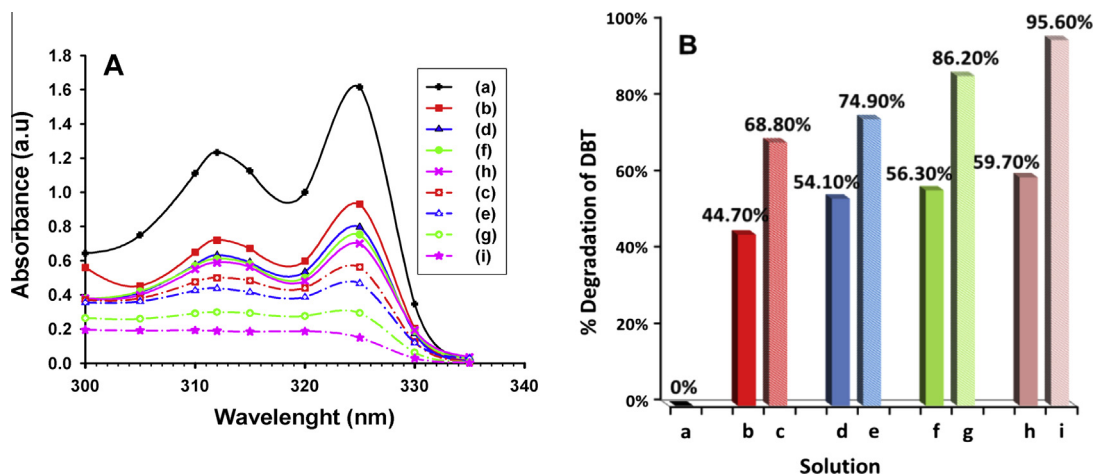 A
Absorbance (a.u)
1.8
1.6
1.4
1.2
1.0
0.8
0.6
0.4
0.2
0.0
300
310
320
330
340
Wavelenght (nm)
(a)
(b)
(d)
(f)
(h)
(c)
(e)
(g)
(i)
B
% Degradation of DBT
100%
80%
60%
40%
20%
0%
0%
44.70%
68.80%
54.10%
74.90%
56.30%
86.20%
59.70%
95.60%
a
b
c
d
e
f
g
h
i
Solution